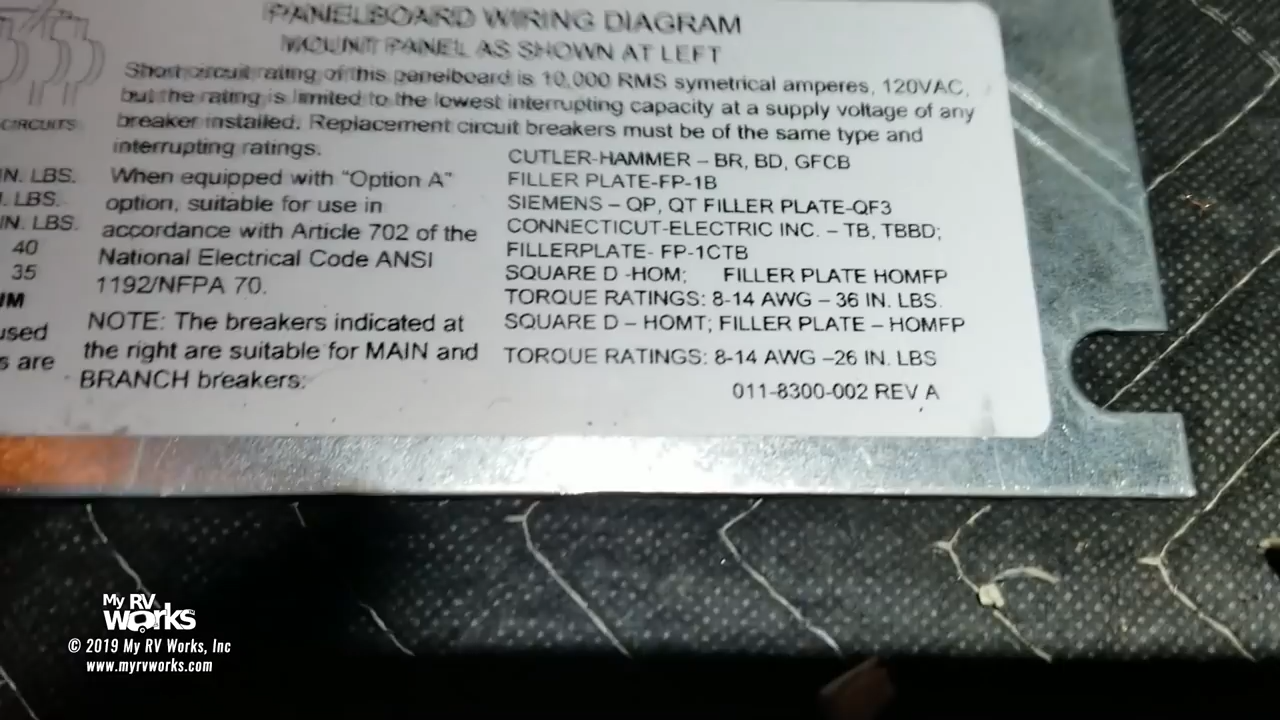 PANELBOARD WIRING DIAGRAM
MOUNT PANEL AS SHOWN AT LEFT
Short circuit rating of this panelboard is 10,000 RMS symetrical amperes, 120VAC,
but the rating is limited to the lowest interrupting capacity at a supply voltage of any
breaker installed. Replacement circuit breakers must be of the same type and
interrupting ratings.
CIRCUITS
IN. LBS.
. LBS.
IN. LBS.
40
35
used
s are
When equipped with "Option A"
option, suitable for use in
accordance with Article 702 of the
National Electrical Code ANSI
1192/NFPA 70.
NOTE: The breakers indicated at
the right are suitable for MAIN and
BRANCH breakers:
CUTLER-HAMMER – BR, BD, GFCB
FILLER PLATE-FP-1B
SIEMENS – QP, QT FILLER PLATE-QF3
CONNECTICUT-ELECTRIC INC. – TB, TBBD;
FILLERPLATE- FP-1CTB
SQUARE D -HOM; FILLER PLATE HOMFP
TORQUE RATINGS: 8-14 AWG – 36 IN. LBS.
SQUARE D – HOMT; FILLER PLATE – HOMFP
TORQUE RATINGS: 8-14 AWG –26 IN. LBS
011-8300-002 REV A
My RV
works
© 2019 My RV Works, Inc
www.myrvworks.com